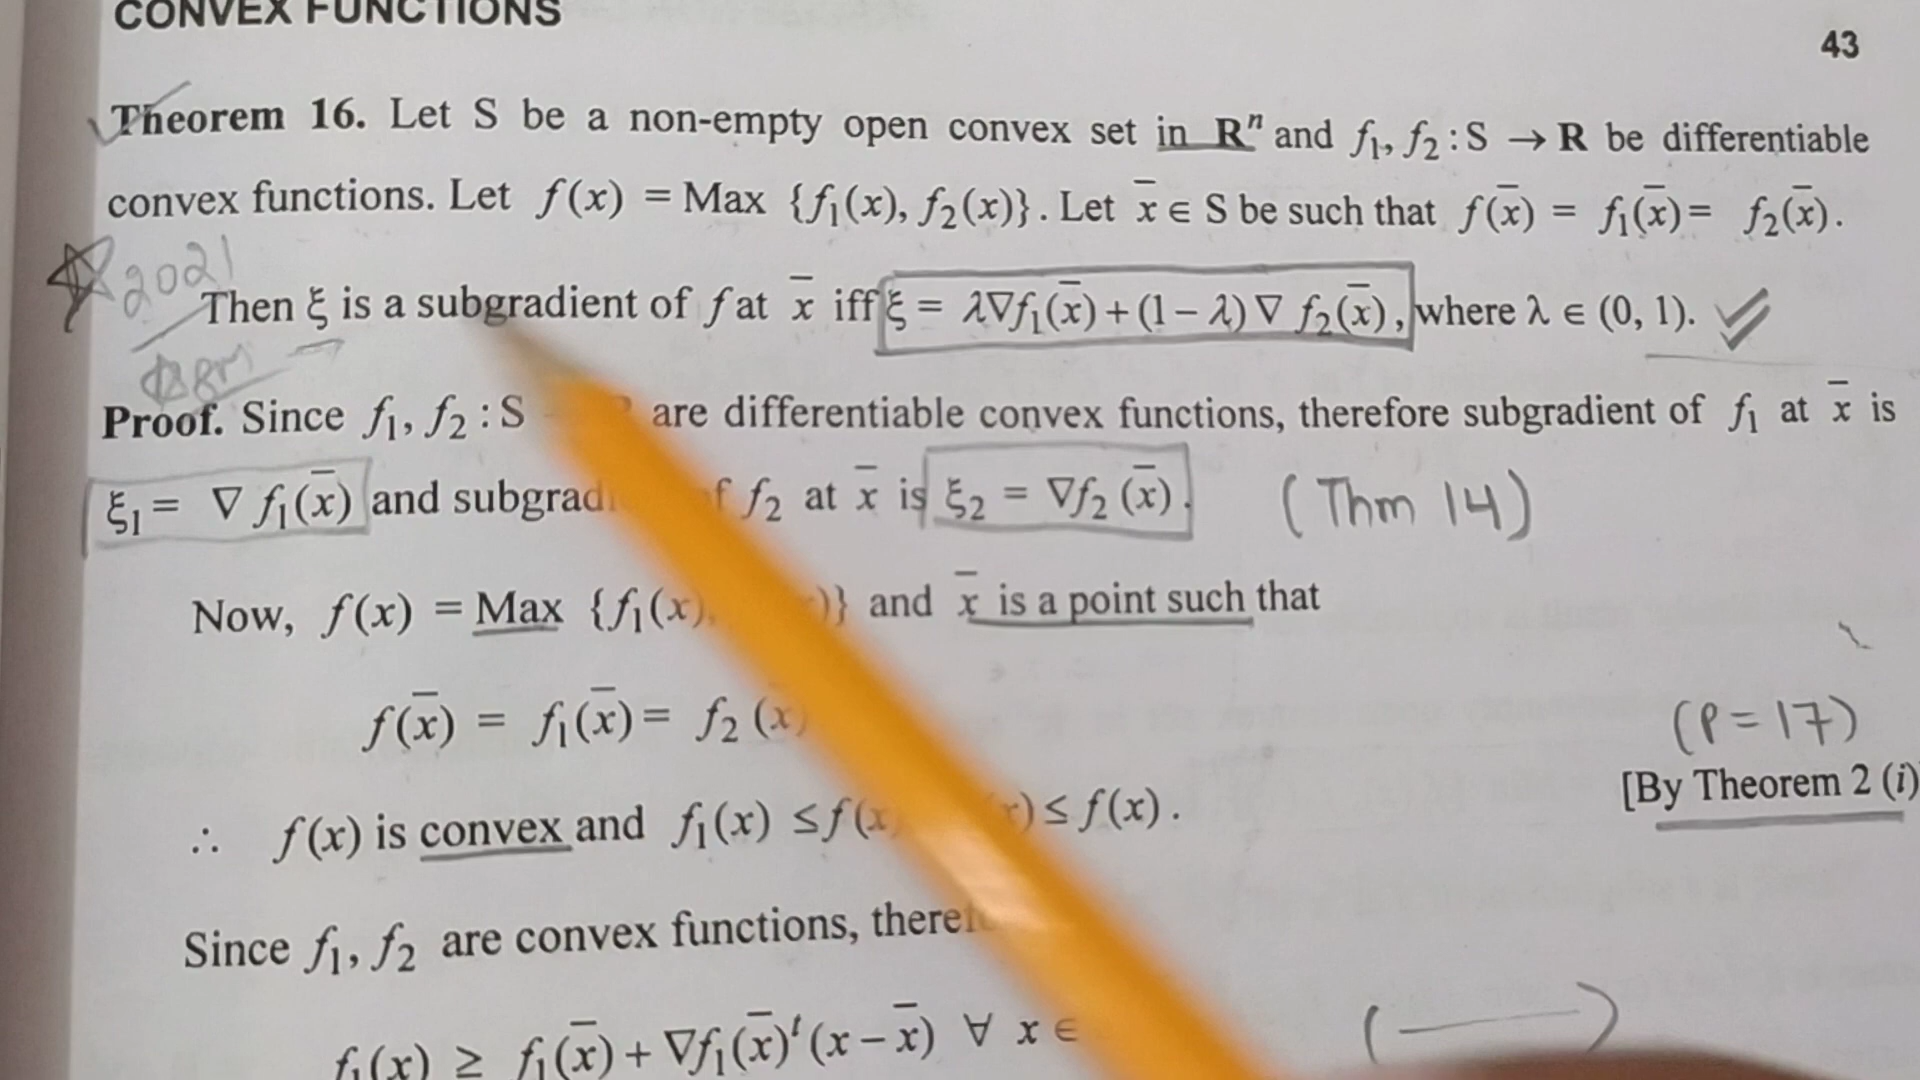 CONVEX FUNCTIONS
43
Theorem 16. Let S be a non-empty open convex set in Rⁿ and f₁, f₂ : S → R be differentiable
convex functions. Let f(x) = Max {f₁(x), f₂(x)}. Let x̄ ∈ S be such that f(x̄) = f₁(x̄) = f₂(x̄).
2021
Then ξ is a subgradient of f at x̄ iff ξ = λ∇f₁(x̄) + (1 – λ) ∇ f₂(x̄), where λ ∈ (0, 1).
Proof. Since f₁, f₂ : S are differentiable convex functions, therefore subgradient of f₁ at x̄ is
ξ₁ = ∇ f₁(x̄) and of f₂ at x̄ is ξ₂ = ∇f₂ (x̄). (Thm 14)
Now, f(x) = Max {f₁(x), )} and x̄ is a point such that
f(x̄) = f₁(x̄) = f₂ (x
(P = 17)
[By Theorem 2 (i)
∴ f(x) is convex and f₁(x) ≤ f(x ) ≤ f(x).
Since f₁, f₂ are convex functions,
f₁(x) ≥ f₁(x̄) + ∇f₁(x̄)ᵗ (x – x̄) ∀ x ∈